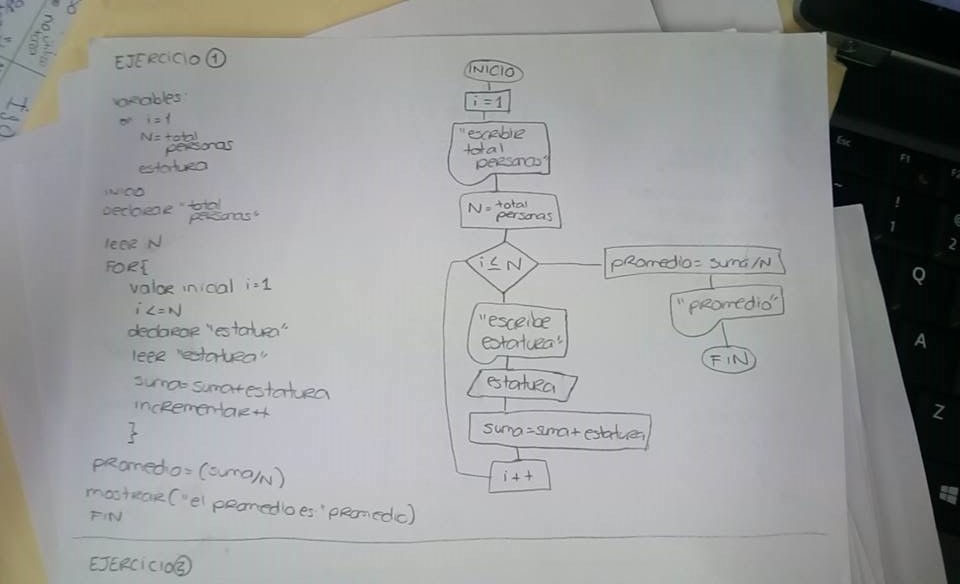 EJERCICIO 1
variables:
i=1
N=total
personas
estatura
INICIO
Declarar "total
personas"
leer N
FOR{
valor inicial i=1
i<=N
declarar "estatura"
leer "estatura"
suma=suma+estatura
incrementar++
}
promedio=(suma/N)
mostrar("el promedio es" promedio)
FIN
EJERCICIO 2
INICIO
i=1
"escribir
total
personas"
N=total
personas
i≤N
"escribe
estatura"
estatura
suma=suma+estatura
i++
promedio=suma/N
"promedio"
FIN
Esc
F1
F2
~
!
1
2
Q
A
Z